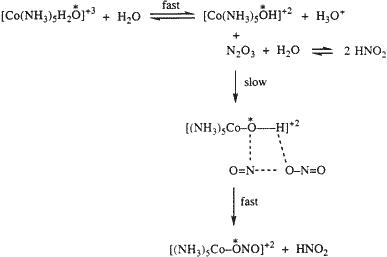 fast
[Co(NH₃)₅H₂O*]⁺³ + H₂O ⇌ [Co(NH₃)₅O*H]⁺² + H₃O⁺
+
N₂O₃ + H₂O ⇌ 2 HNO₂
slow
[(NH₃)₅Co–O*—H]⁺²
O=N---O–N=O
fast
[(NH₃)₅Co–O*NO]⁺² + HNO₂